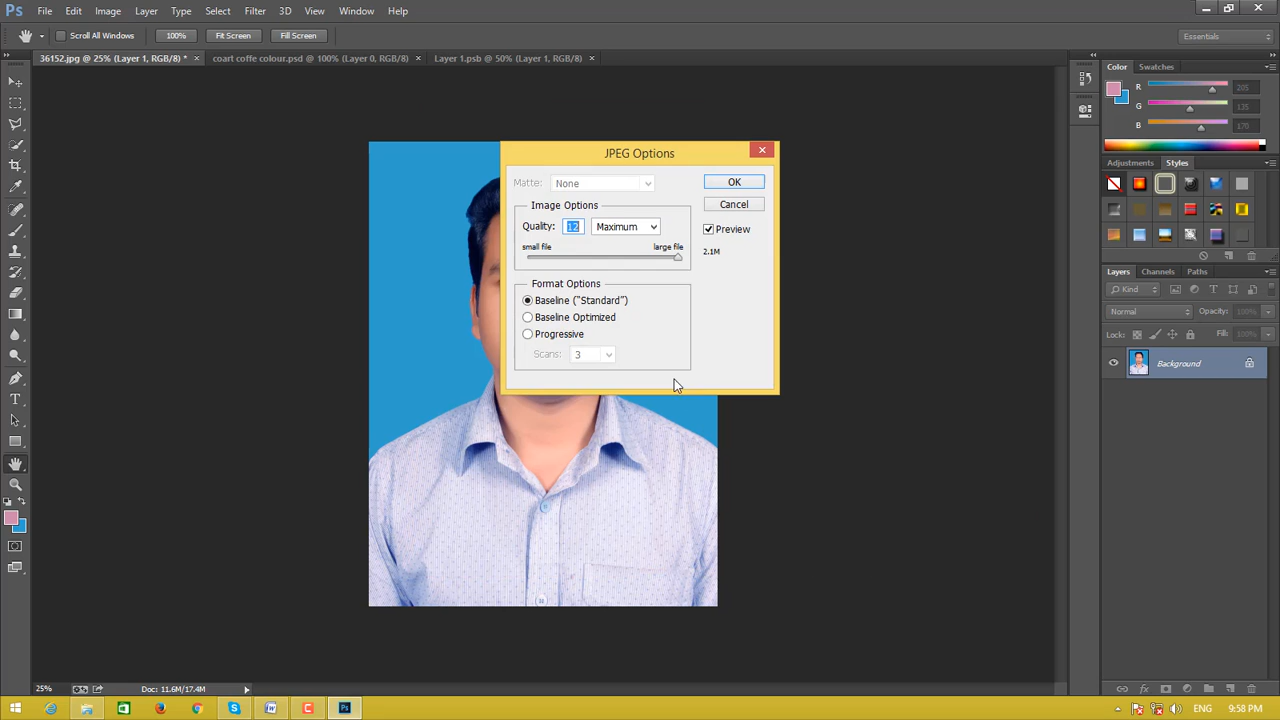 Ps File Edit Image Layer Type Select Filter 3D View Window Help
Scroll All Windows 100% Fit Screen Fill Screen Essentials
36152.jpg @ 25% (Layer 1, RGB/8) * × coart coffe colour.psd @ 100% (Layer 0, RGB/8) × Layer 1.psb @ 50% (Layer 1, RGB/8) ×
Color Swatches
R 205
G 135
B 170
Adjustments Styles
Layers Channels Paths
Kind
Normal Opacity: 100%
Lock: Fill: 100%
Background
JPEG Options
Matte: None OK
Image Options Cancel
Quality: 12 Maximum Preview
small file large file 2.1M
Format Options
Baseline ("Standard")
Baseline Optimized
Progressive
Scans: 3
25% Doc: 11.6M/17.4M
ENG 9:58 PM